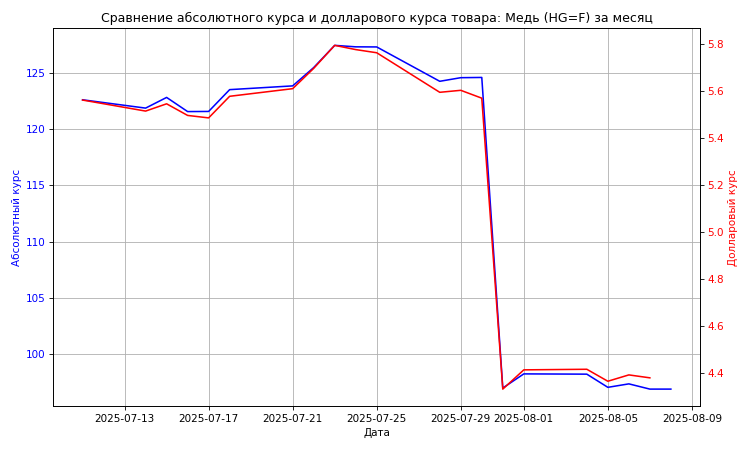 Сравнение абсолютного курса и долларового курса товара: Медь (HG=F) за месяц
125
120
115
110
105
100
Абсолютный курс
5.8
5.6
5.4
5.2
5.0
4.8
4.6
4.4
Долларовый курс
2025-07-13 2025-07-17 2025-07-21 2025-07-25 2025-07-29 2025-08-01 2025-08-05 2025-08-09
Дата